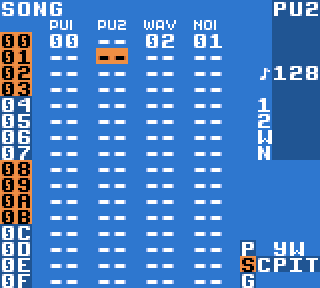 SONG PU2
PU1 PU2 WAV NOI
00 00 -- 02 01
01 -- -- -- --
02 -- -- -- -- ♪128
03 -- -- -- --
04 -- -- -- -- 1
05 -- -- -- -- 2
06 -- -- -- -- W
07 -- -- -- -- N
08 -- -- -- --
09 -- -- -- --
0A -- -- -- --
0B -- -- -- --
0C -- -- -- --
0D -- -- -- -- P YW
0E -- -- -- -- SCPIT
0F -- -- -- -- G